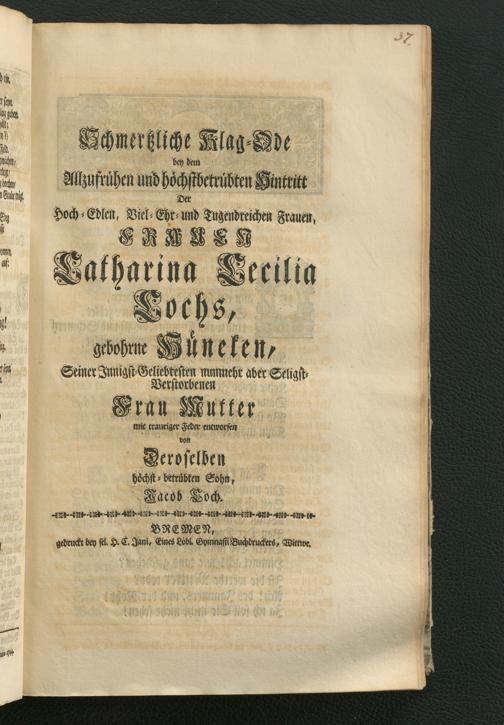 37.
Schmertzliche Klag-Ode
bey dem
Allzufrühen und höchstbetrübten Hintritt
Der
Hoch-Edlen, Viel-Ehr- und Tugendreichen Frauen,
FRAUEN
Catharina Cecilia
Cochs,
gebohrne Hüneken,
Seiner Innigst-Geliebtesten nunmehr aber Seligst-
Verstorbenen
Frau Mutter
mit trauriger Feder entworfen
von
Deroselben
höchst-betrübten Sohn,
Jacob Coch.
BREMEN,
gedruckt bey sel. H. C. Jani, Eines Löbl. Gymnasii Buchdruckers, Wittwe.